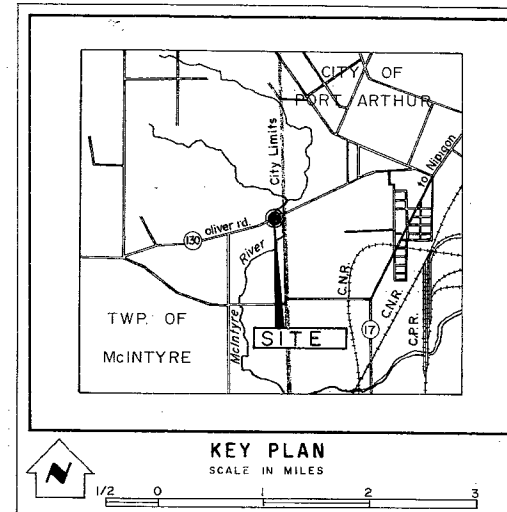 CITY OF
PORT ARTHUR
City Limits
to Nipigon
130
oliver rd.
River
McIntyre
C.N.R.
C.N.R.
C.P.R.
17
TWP. OF
McINTYRE
SITE
N
KEY PLAN
SCALE IN MILES
1/2 0 1 2 3